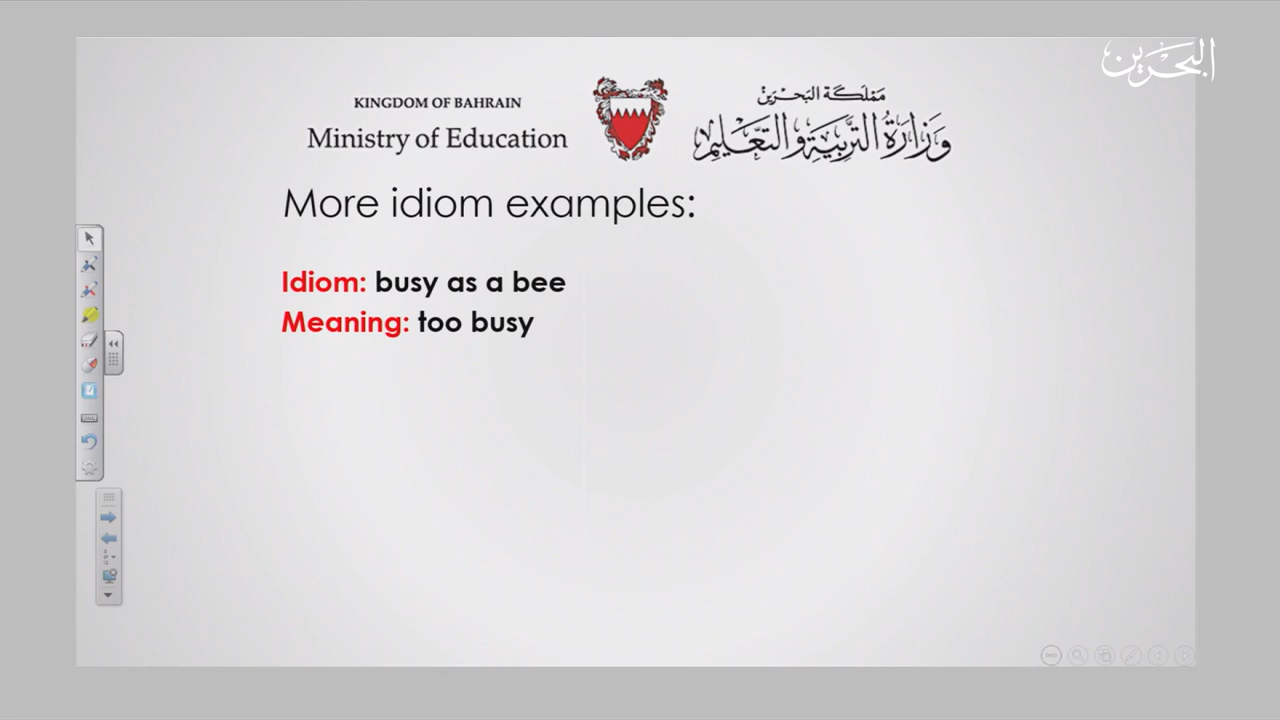 البحرين
KINGDOM OF BAHRAIN
Ministry of Education
مملكة البحرين
وزارة التربية والتعليم
More idiom examples:
Idiom: busy as a bee
Meaning: too busy